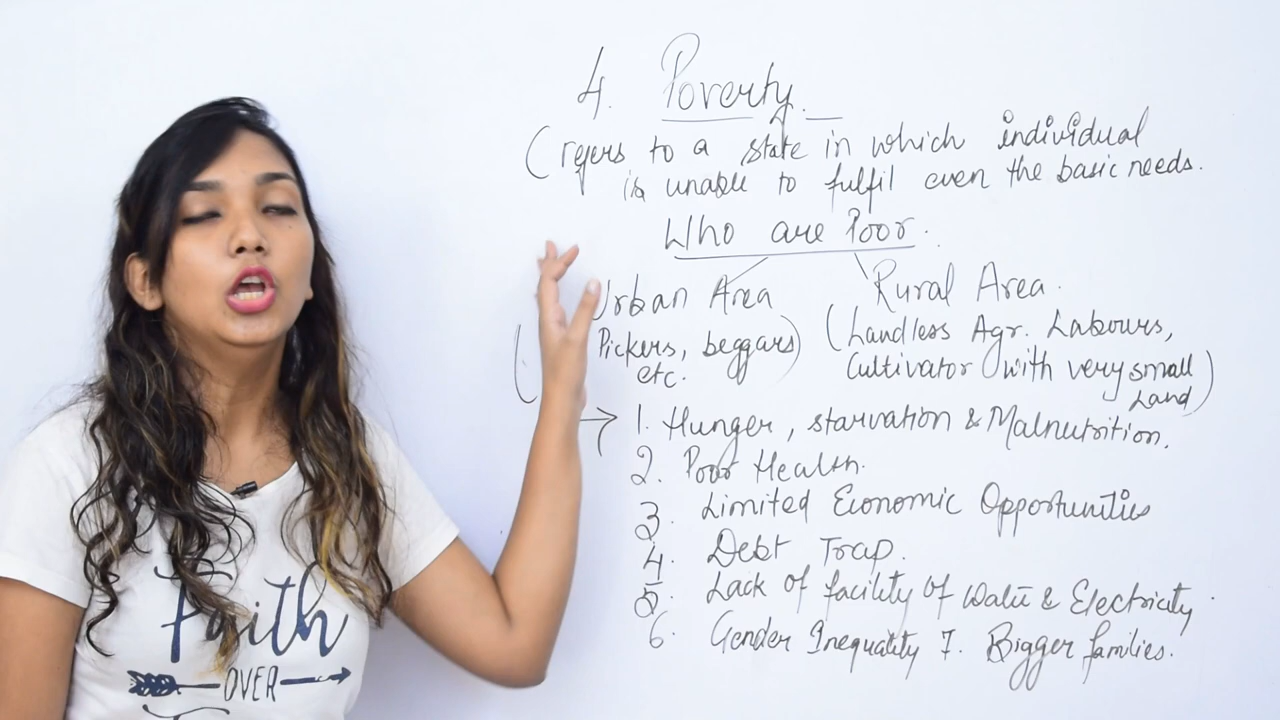 4. Poverty.
(refers to a state in which individual
is unable to fulfil even the basic needs.
Who are Poor.
Urban Area
Pickers, beggars)
etc.
Rural Area.
(Landless Agr. Labours,
Cultivator with very small
Land)
→ 1. Hunger, starvation & Malnutrition.
2. Poor Health.
3. Limited Economic Opportunities
4. Debt Trap.
5. Lack of facility of Water & Electricity.
6. Gender Inequality 7. Bigger families.
Faith
OVER